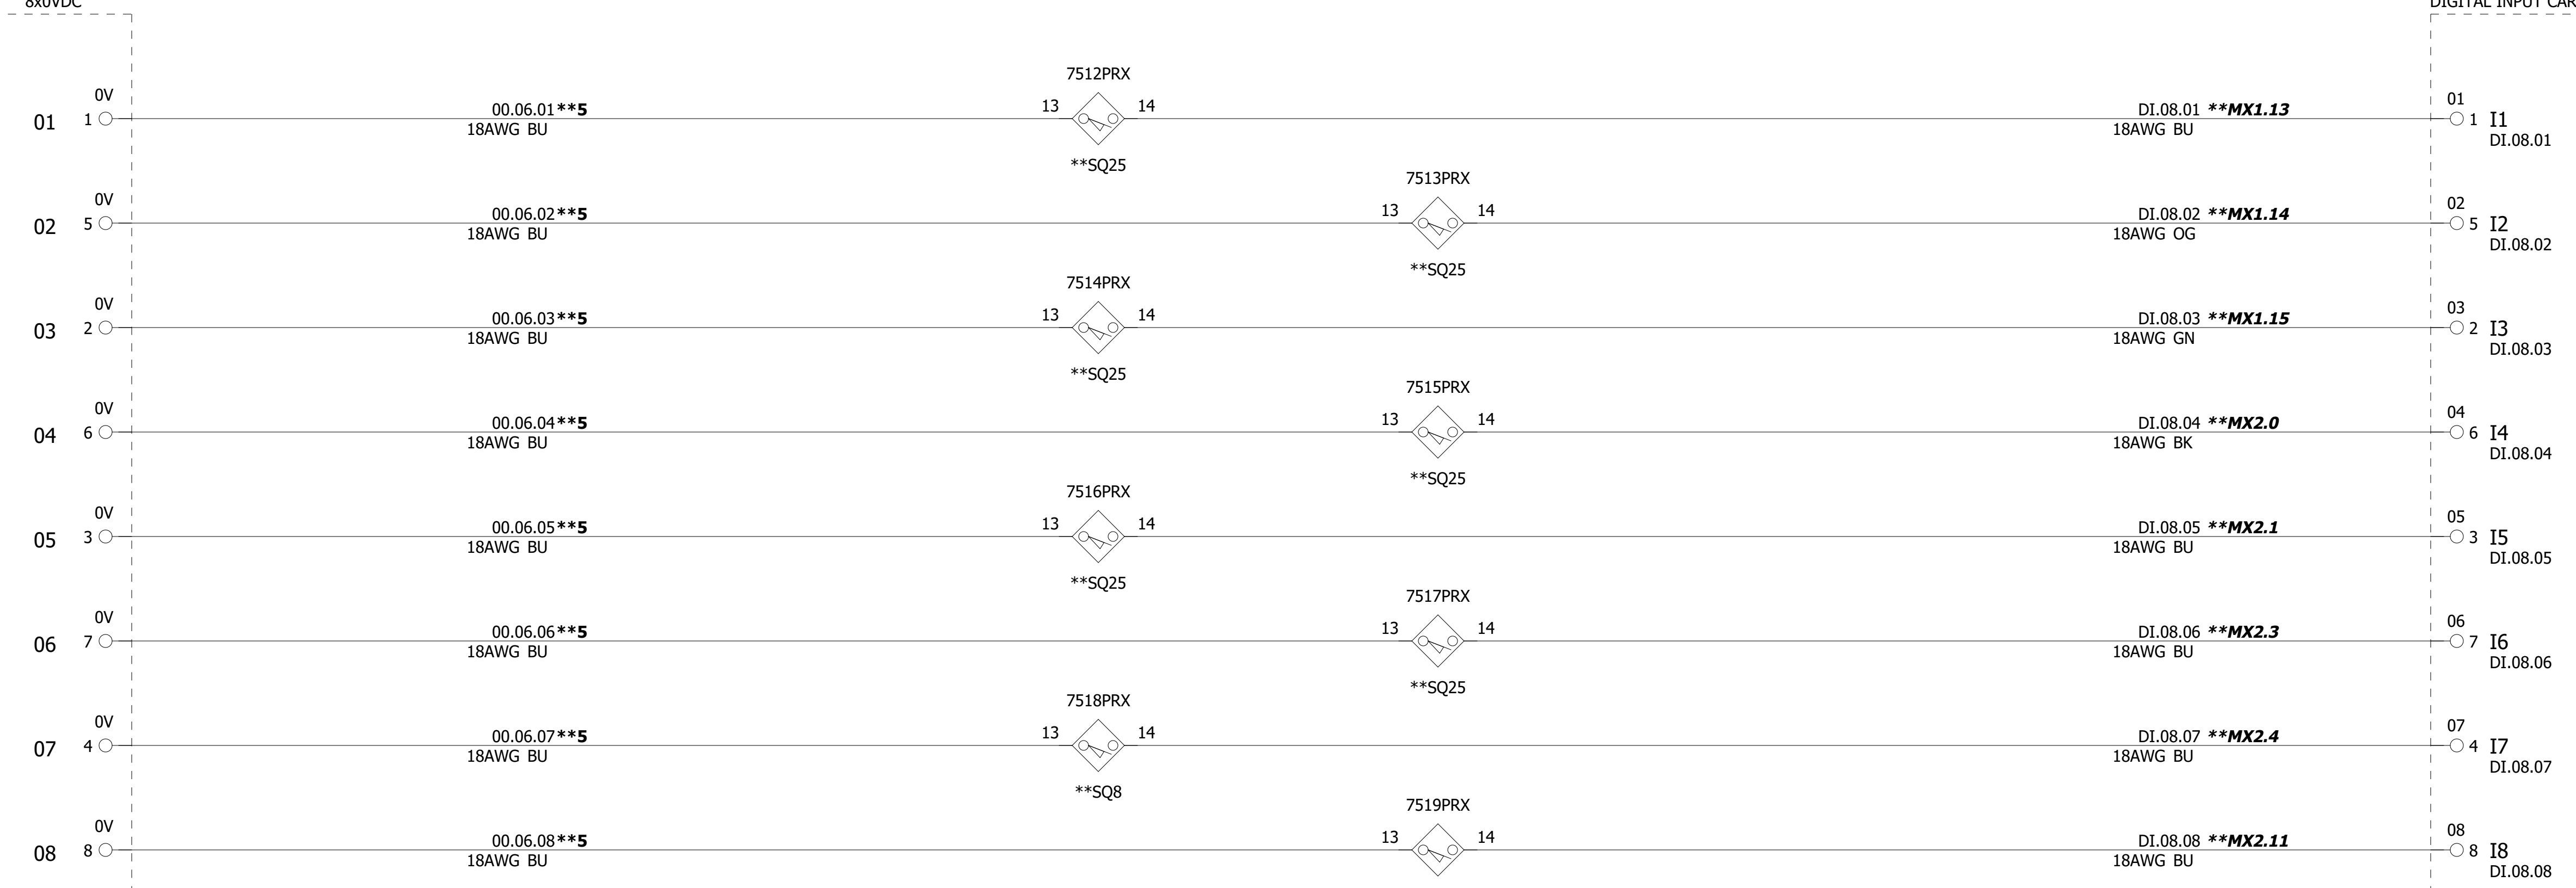 8x0VDC
DIGITAL INPUT CAR
7512PRX
01 0V 1 00.06.01**5 13 14 DI.08.01 **MX1.13 01 1 I1
18AWG BU 18AWG BU DI.08.01
**SQ25
7513PRX
02 0V 5 00.06.02**5 13 14 DI.08.02 **MX1.14 02 5 I2
18AWG BU 18AWG OG DI.08.02
**SQ25
7514PRX
03 0V 2 00.06.03**5 13 14 DI.08.03 **MX1.15 03 2 I3
18AWG BU 18AWG GN DI.08.03
**SQ25
7515PRX
04 0V 6 00.06.04**5 13 14 DI.08.04 **MX2.0 04 6 I4
18AWG BU 18AWG BK DI.08.04
**SQ25
7516PRX
05 0V 3 00.06.05**5 13 14 DI.08.05 **MX2.1 05 3 I5
18AWG BU 18AWG BU DI.08.05
**SQ25
7517PRX
06 0V 7 00.06.06**5 13 14 DI.08.06 **MX2.3 06 7 I6
18AWG BU 18AWG BU DI.08.06
**SQ25
7518PRX
07 0V 4 00.06.07**5 13 14 DI.08.07 **MX2.4 07 4 I7
18AWG BU 18AWG BU DI.08.07
**SQ8
7519PRX
08 0V 8 00.06.08**5 13 14 DI.08.08 **MX2.11 08 8 I8
18AWG BU 18AWG BU DI.08.08